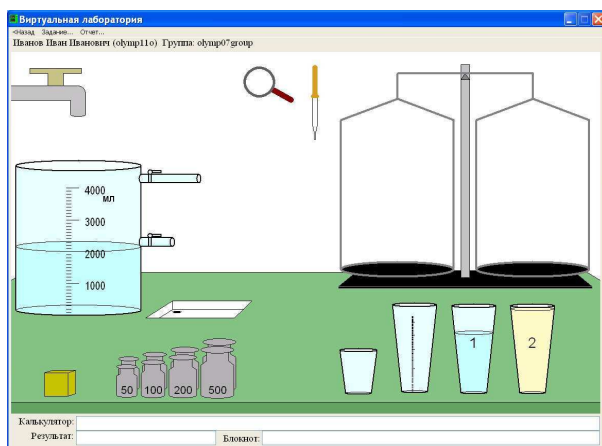 Виртуальная лаборатория
<Назад Задание... Отчет...
Иванов Иван Иванович (olymp11o) Группа: olymp07group
4000
мл
3000
2000
1000
50 100 200 500
1 2
Калькулятор:
Результат: Блокнот: